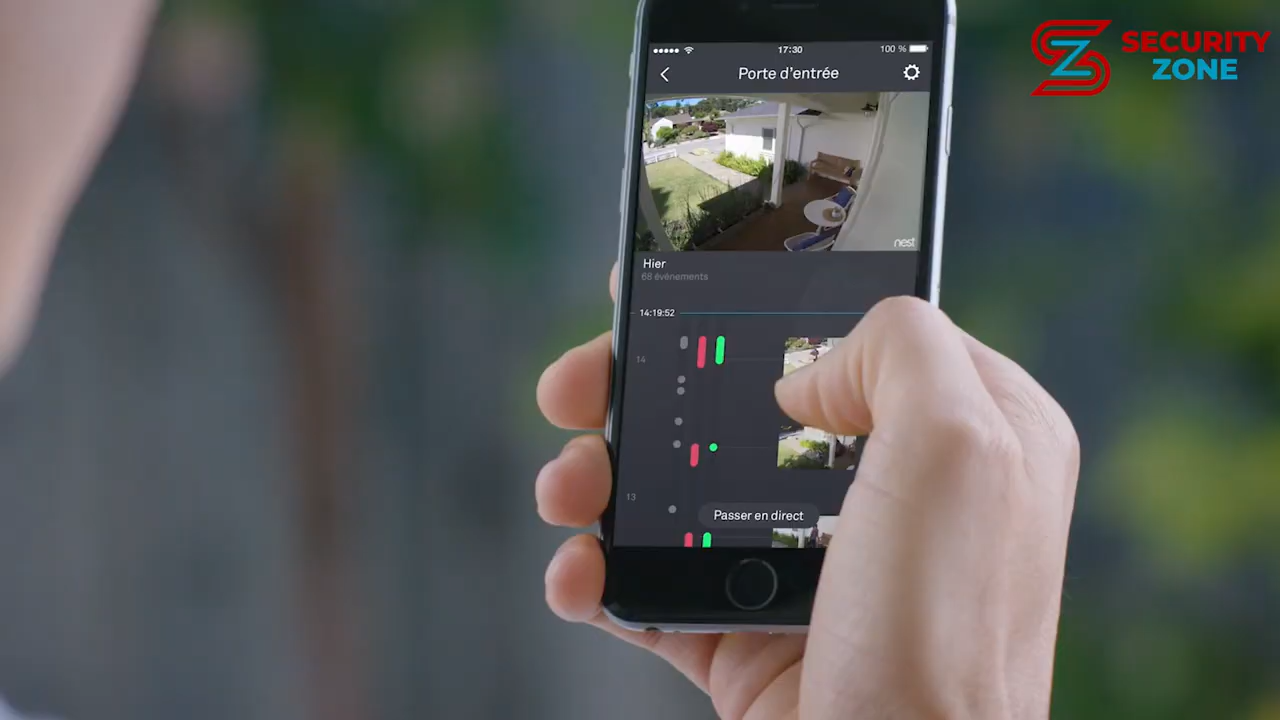 SECURITY
ZONE
17:30
100 %
Porte d'entrée
nest
Hier
68 événements
14:19:52
14
13
Passer en direct